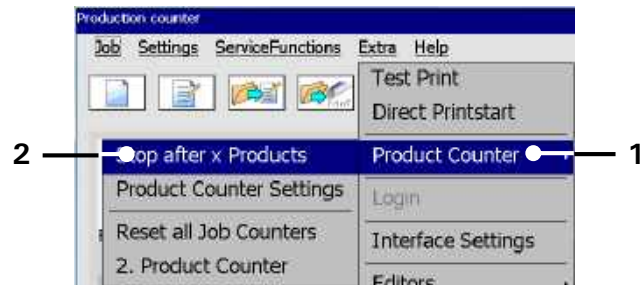 Production counter
Job Settings ServiceFunctions Extra Help
Test Print
Direct Printstart
2 Stop after x Products Product Counter 1
Product Counter Settings Login
Reset all Job Counters Interface Settings
2. Product Counter Editors